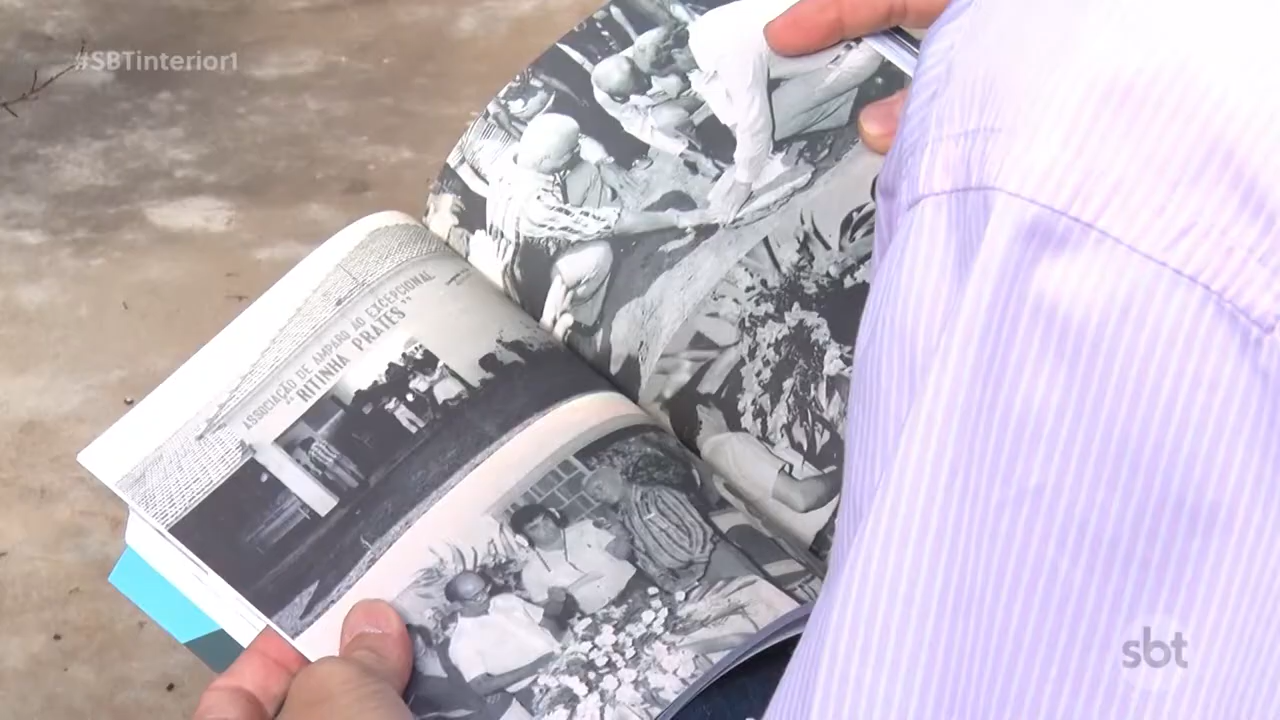 #SBTinterior1
ASSOCIAÇÃO DE AMPARO AO EXCEPCIONAL
“RITINHA PRATES”
sbt